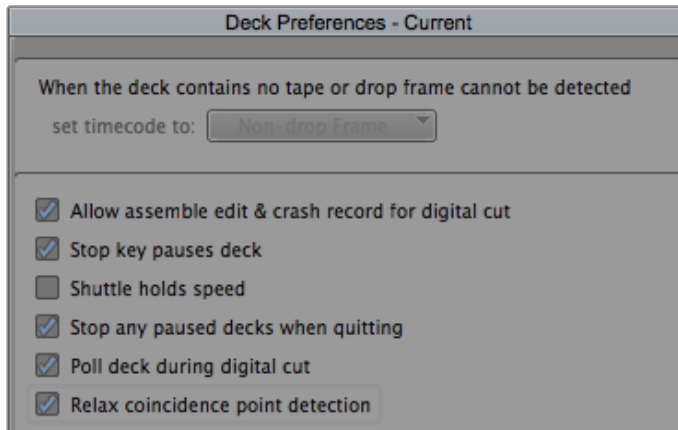 Deck Preferences - Current
When the deck contains no tape or drop frame cannot be detected
set timecode to: Non-drop Frame
Allow assemble edit & crash record for digital cut
Stop key pauses deck
Shuttle holds speed
Stop any paused decks when quitting
Poll deck during digital cut
Relax coincidence point detection